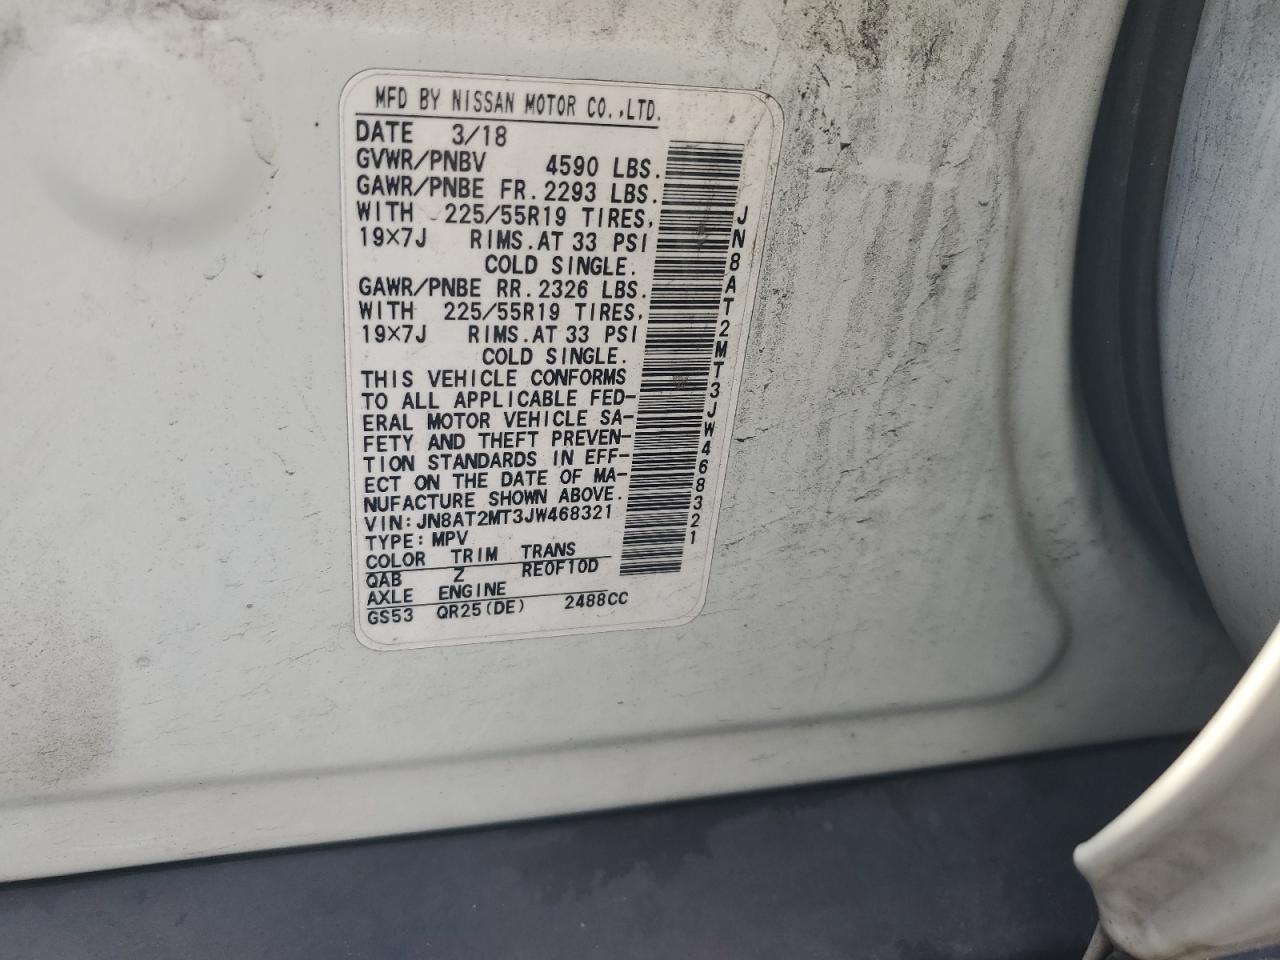 MFD BY NISSAN MOTOR CO.,LTD.
DATE 3/18
GVWR/PNBV 4590 LBS.
GAWR/PNBE FR. 2293 LBS.
WITH 225/55R19 TIRES,
19×7J RIMS. AT 33 PSI
COLD SINGLE.
GAWR/PNBE RR. 2326 LBS.
WITH 225/55R19 TIRES,
19×7J RIMS. AT 33 PSI
COLD SINGLE.
THIS VEHICLE CONFORMS
TO ALL APPLICABLE FED-
ERAL MOTOR VEHICLE SA-
FETY AND THEFT PREVEN-
TION STANDARDS IN EFF-
ECT ON THE DATE OF MA-
NUFACTURE SHOWN ABOVE.
VIN: JN8AT2MT3JW468321
TYPE: MPV
COLOR TRIM TRANS
QAB Z RE0F10D
AXLE ENGINE
GS53 QR25(DE) 2488CC
JN8AT2MT3JW468321